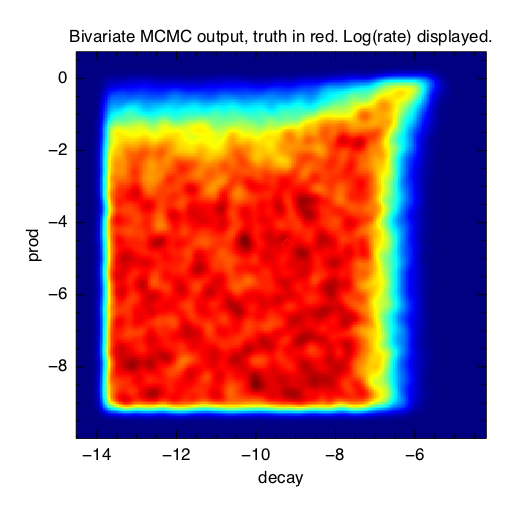 Bivariate MCMC output, truth in red. Log(rate) displayed.
0
−2
−4
−6
−8
prod
−14 −12 −10 −8 −6
decay